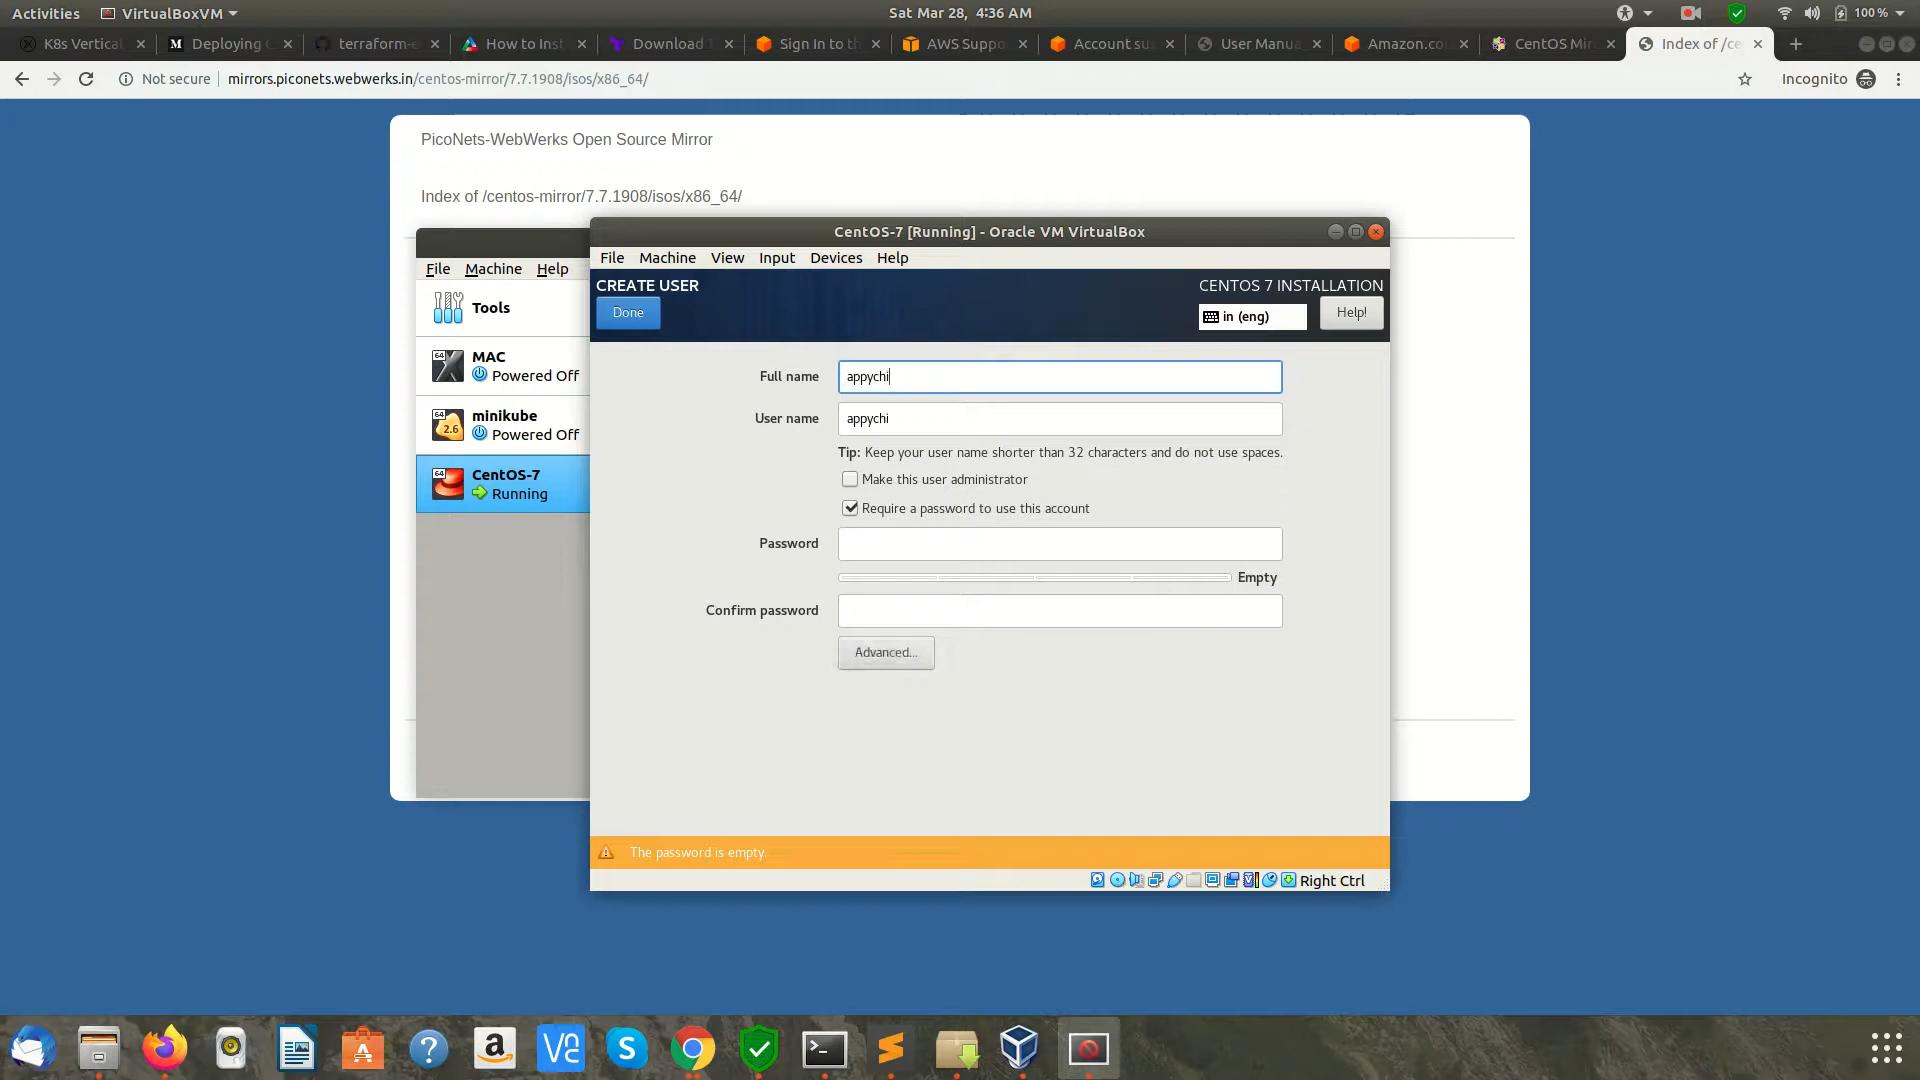 Activities
VirtualBoxVM
Sat Mar 28, 4:36 AM
100 %
K8s Vertical
Deploying
terraform-e
How to Inst
Download
Sign In to th
AWS Suppo
Account sus
User Manua
Amazon.co
CentOS Mir
Index of /ce
Not secure
mirrors.piconets.webwerks.in/centos-mirror/7.7.1908/isos/x86_64/
Incognito
PicoNets-WebWerks Open Source Mirror
Index of /centos-mirror/7.7.1908/isos/x86_64/
File Machine Help
Tools
MAC
Powered Off
minikube
Powered Off
CentOS-7
Running
64
64
2.6
64
CentOS-7 [Running] - Oracle VM VirtualBox
File Machine View Input Devices Help
CREATE USER
CENTOS 7 INSTALLATION
Done
in (eng)
Help!
Full name
appychi
User name
appychi
Tip: Keep your user name shorter than 32 characters and do not use spaces.
Make this user administrator
Require a password to use this account
Password
Empty
Confirm password
Advanced...
The password is empty.
Right Ctrl